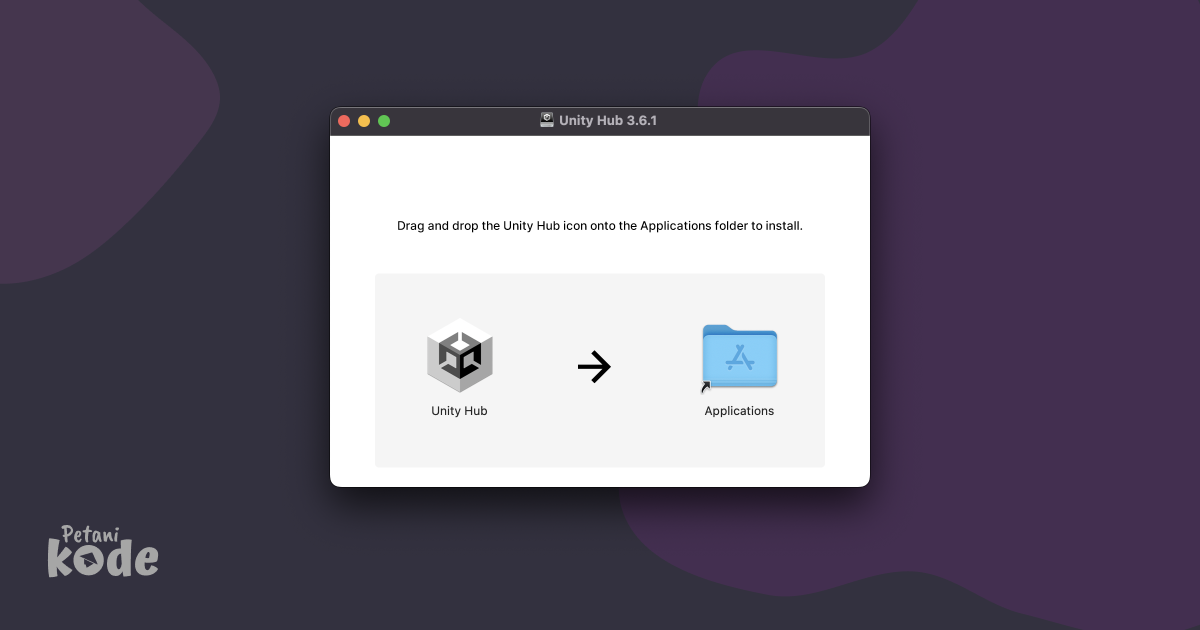 Unity Hub 3.6.1
Drag and drop the Unity Hub icon onto the Applications folder to install.
Unity Hub
Applications
Petani
kode